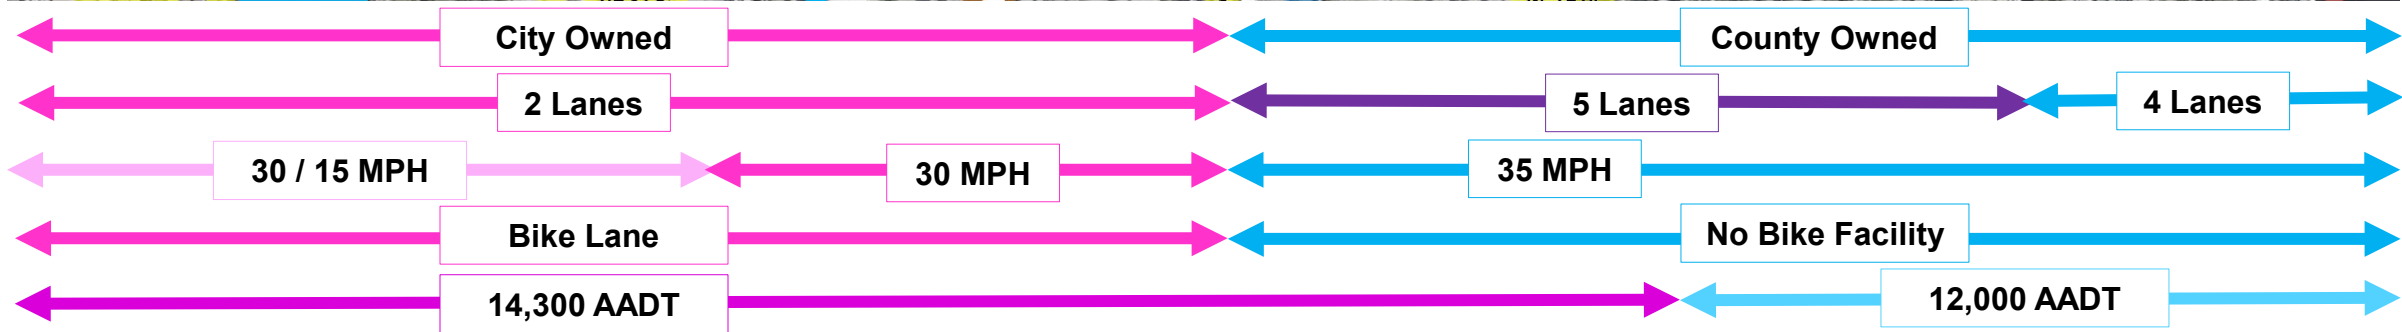 City Owned
County Owned
2 Lanes
5 Lanes
4 Lanes
30 / 15 MPH
30 MPH
35 MPH
Bike Lane
No Bike Facility
14,300 AADT
12,000 AADT